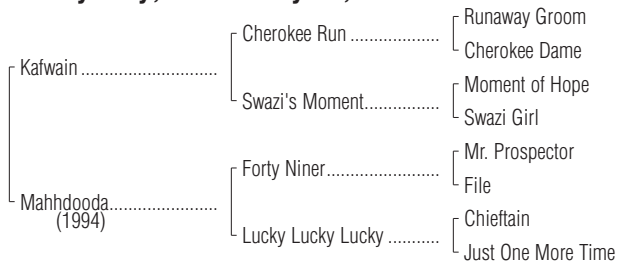 Runaway Groom
Cherokee Run ...................
Cherokee Dame
Kafwain .............................
Moment of Hope
Swazi's Moment................
Swazi Girl
Mr. Prospector
Forty Niner........................
File
Mahhdooda.......................
(1994)
Chieftain
Lucky Lucky Lucky ...........
Just One More Time